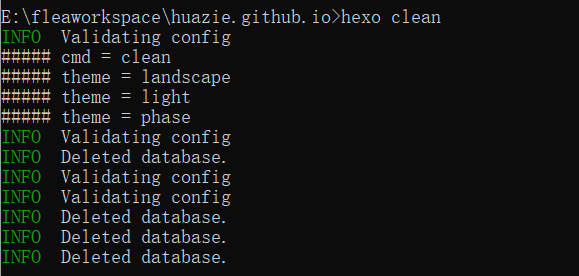 E:\fleaworkspace\huazie.github.io>hexo clean
INFO  Validating config
##### cmd = clean
##### theme = landscape
##### theme = light
##### theme = phase
INFO  Validating config
INFO  Deleted database.
INFO  Validating config
INFO  Validating config
INFO  Deleted database.
INFO  Deleted database.
INFO  Deleted database.